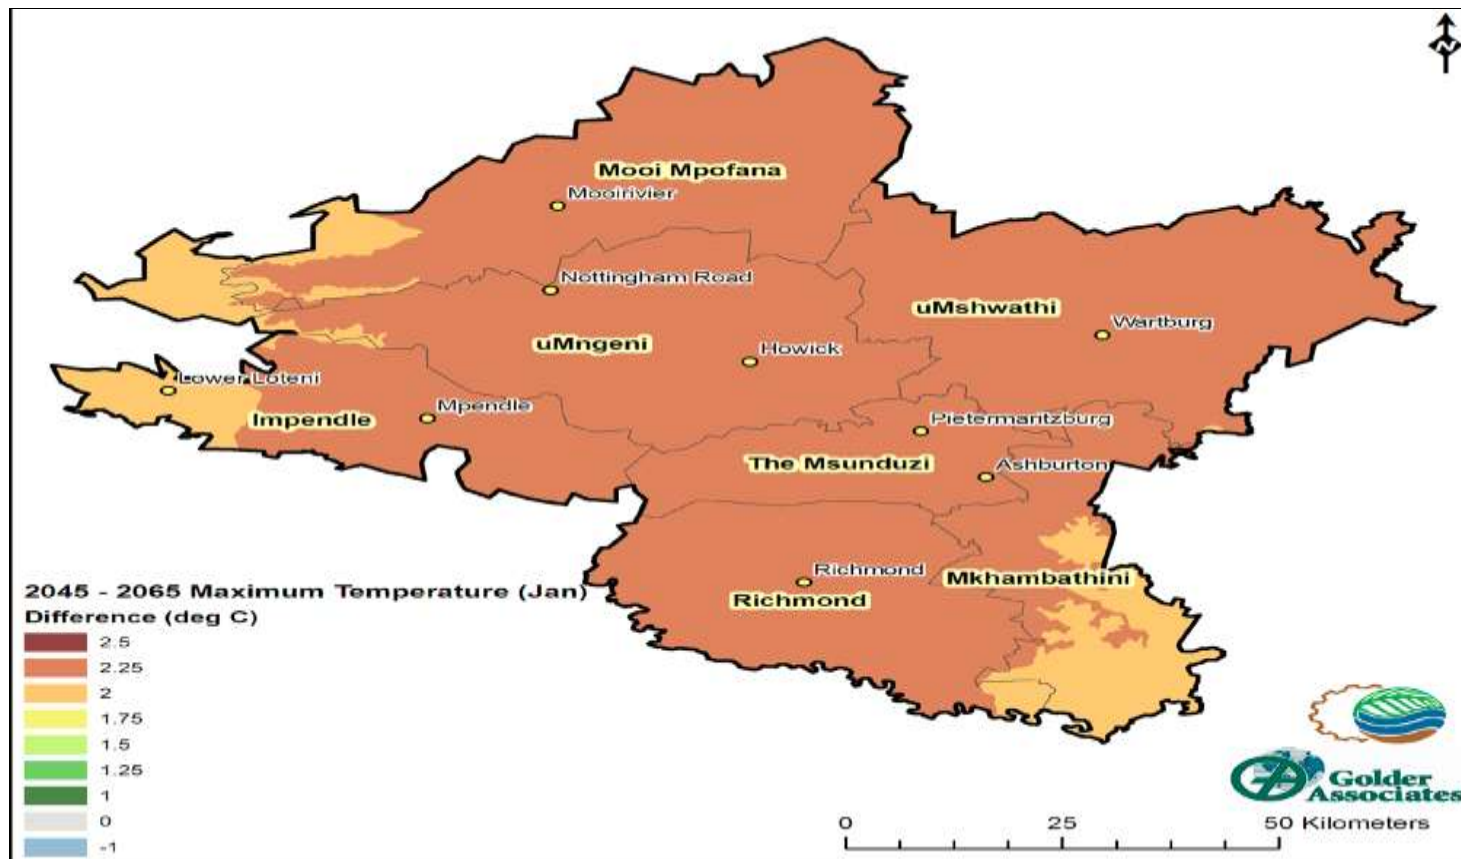 N
Mooi Mpofana
Mooirivier
Nottingham Road
uMshwathi
Wartburg
uMngeni
Howick
Lower Loteni
Impendle
Mpendle
Pietermaritzburg
The Msunduzi
Ashburton
Richmond
Mkhambathini
Richmond
2045 - 2065 Maximum Temperature (Jan)
Difference (deg C)
2.5
2.25
2
1.75
1.5
1.25
1
0
-1
Golder
Associates
0 25 50 Kilometers